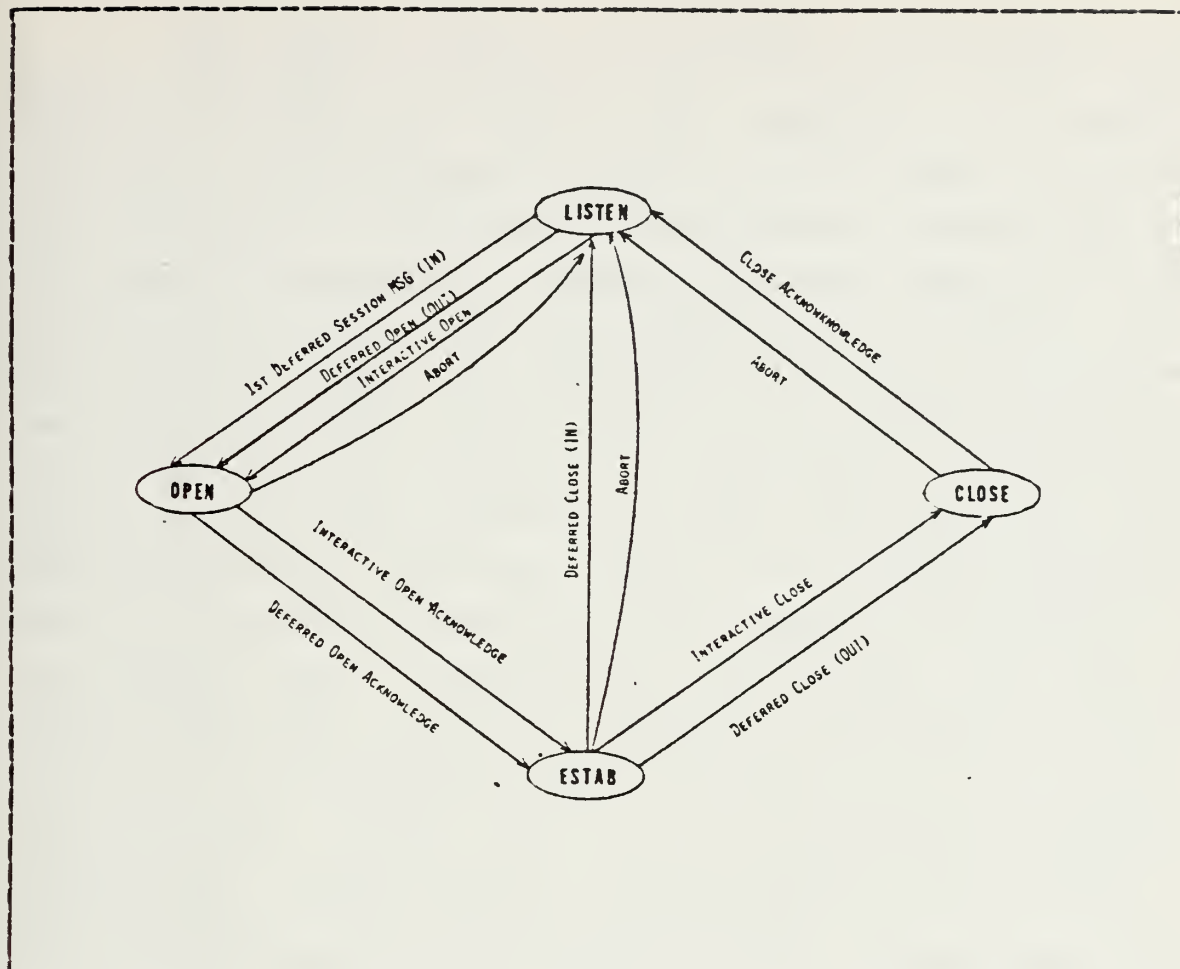 LISTEN
1ST DEFERRED SESSION MSG (IN)
DEFERRED OPEN (OUT)
INTERACTIVE OPEN
ABORT
CLOSE ACKNOWKNOWLEDGE
ABORT
DEFERRED CLOSE (IN)
ABORT
OPEN
CLOSE
INTERACTIVE OPEN ACKNOWLEDGE
DEFERRED OPEN ACKNOWLEDGE
INTERACTIVE CLOSE
DEFERRED CLOSE (OUT)
ESTAB